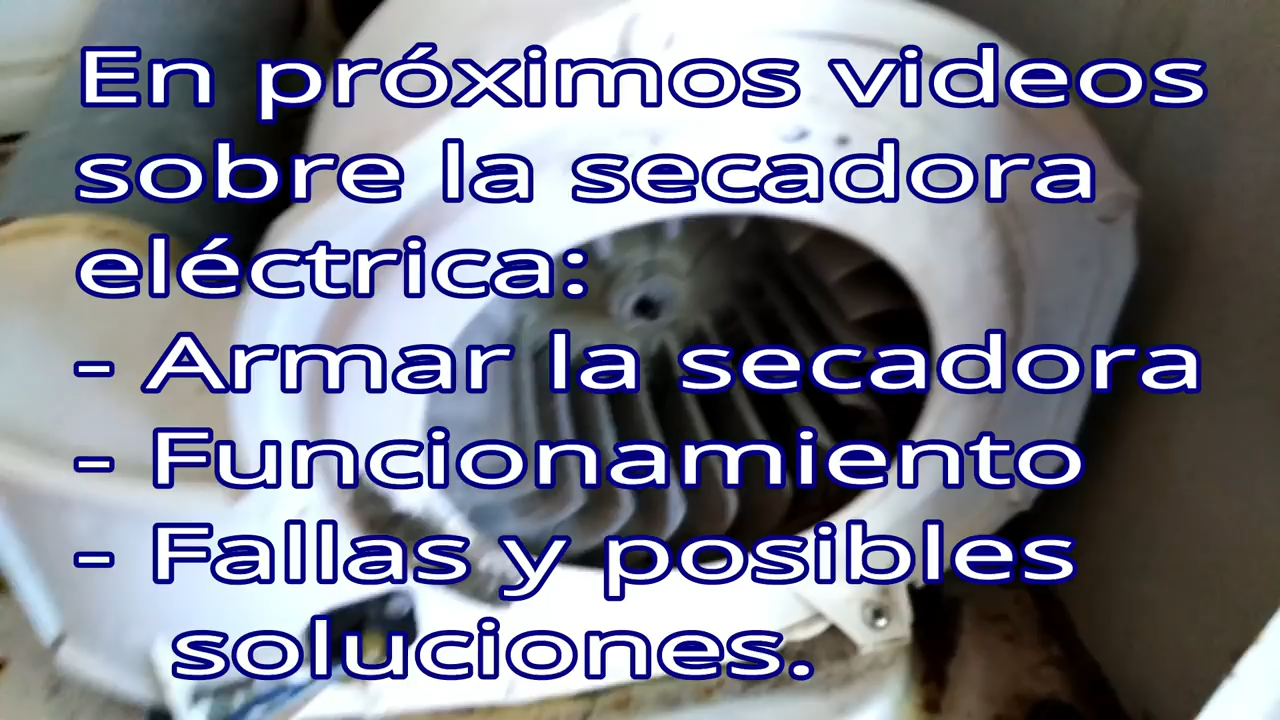 En próximos videos
sobre la secadora
eléctrica:
- Armar la secadora
- Funcionamiento
- Fallas y posibles
soluciones.